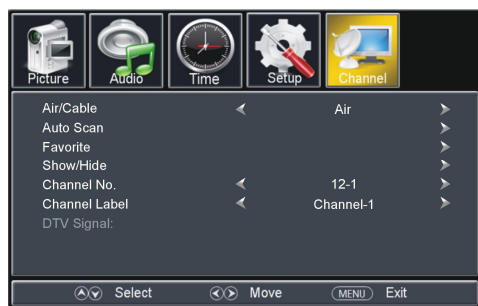 Picture Audio Time Setup Channel
Air/Cable Air
Auto Scan
Favorite
Show/Hide
Channel No. 12-1
Channel Label Channel-1
DTV Signal:
Select Move MENU Exit